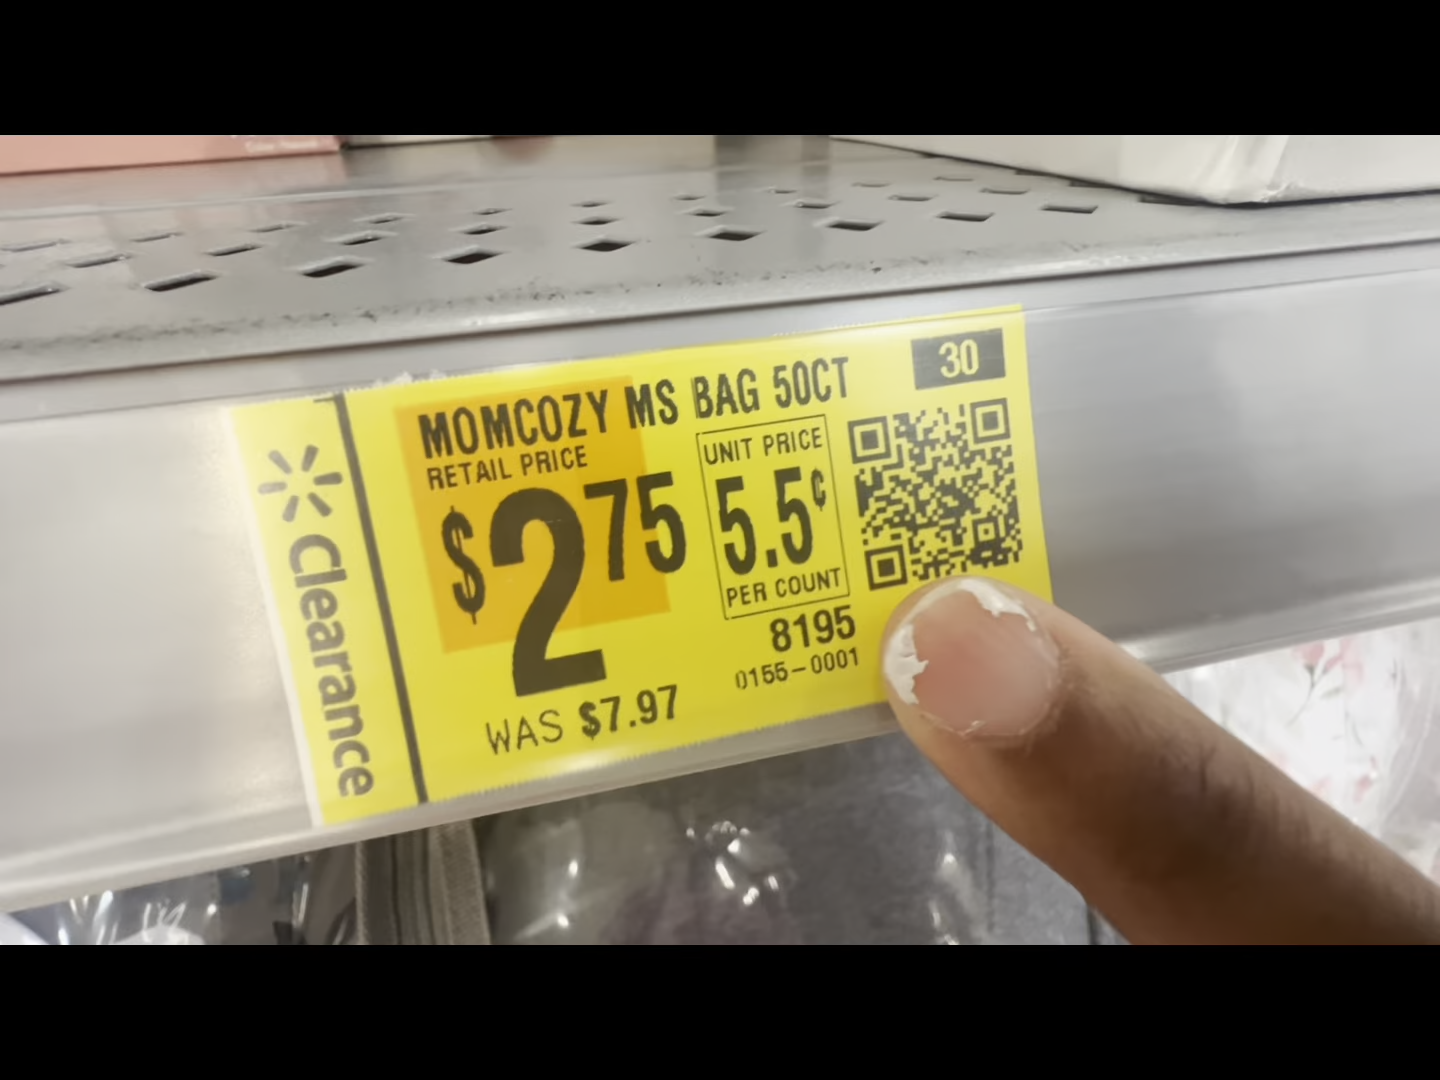 MOMCOZY MS BAG 50CT
30
RETAIL PRICE
$2.75
UNIT PRICE
5.5¢
PER COUNT
8195
0155-0001
WAS $7.97
Clearance